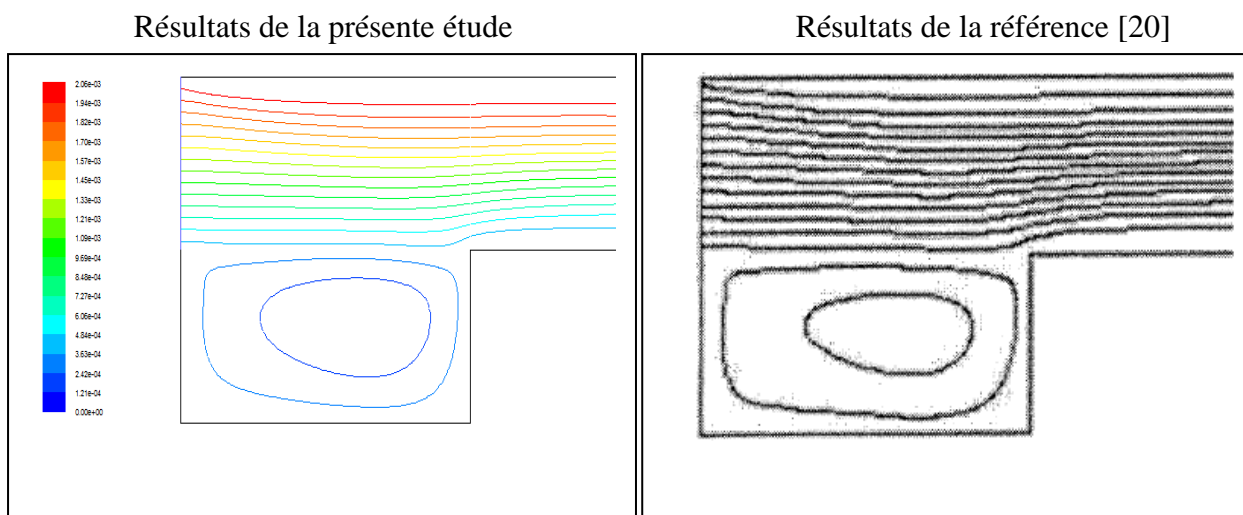 Résultats de la présente étude
Résultats de la référence [20]
2.06e-03
1.94e-03
1.82e-03
1.70e-03
1.57e-03
1.45e-03
1.33e-03
1.21e-03
1.09e-03
9.69e-04
8.48e-04
7.27e-04
6.06e-04
4.84e-04
3.63e-04
2.42e-04
1.21e-04
0.00e+00